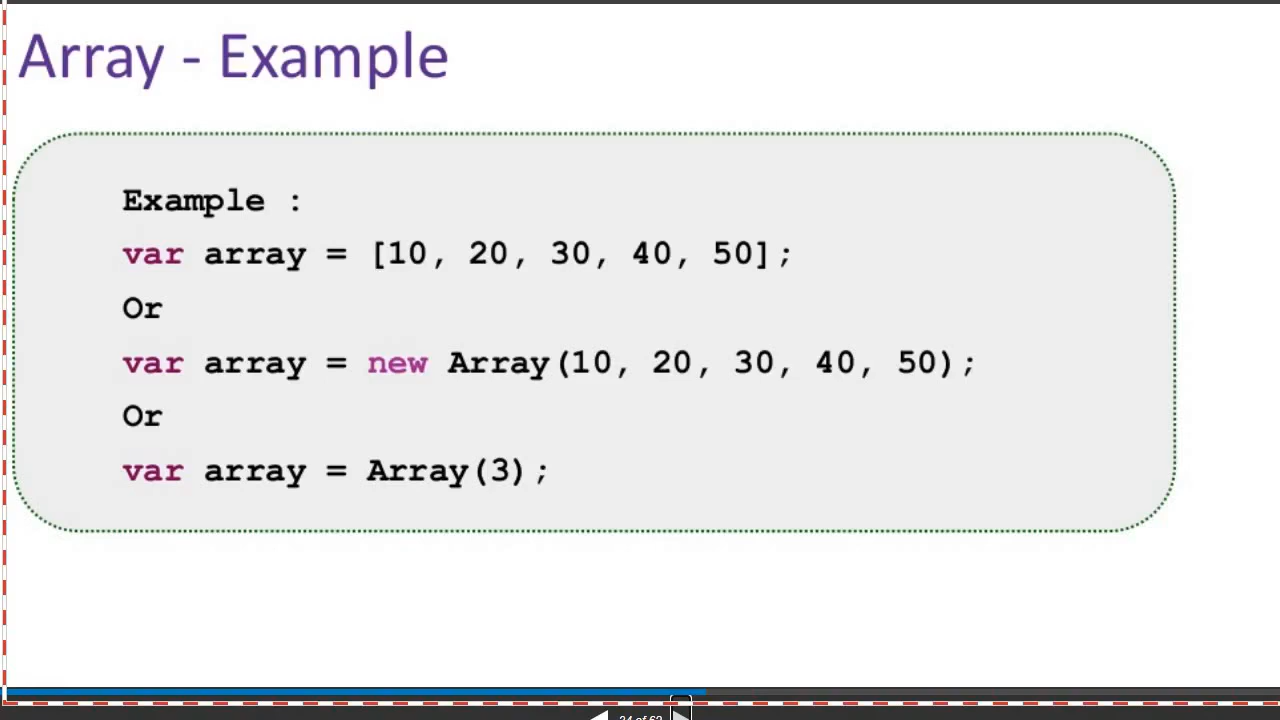 Array - Example
Example :
var array = [10, 20, 30, 40, 50];
Or
var array = new Array(10, 20, 30, 40, 50);
Or
var array = Array(3);